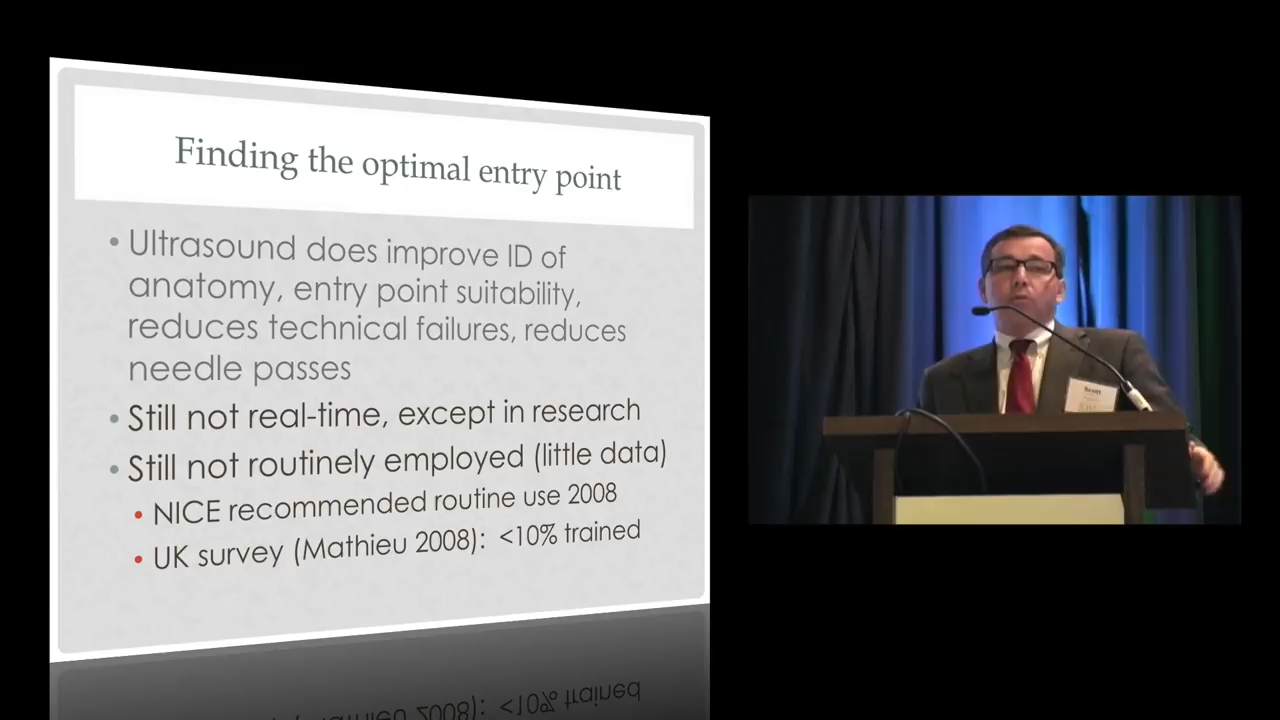 Finding the optimal entry point
• Ultrasound does improve ID of
anatomy, entry point suitability,
reduces technical failures, reduces
needle passes
• Still not real-time, except in research
• Still not routinely employed (little data)
• NICE recommended routine use 2008
• UK survey (Mathieu 2008): <10% trained
Scott